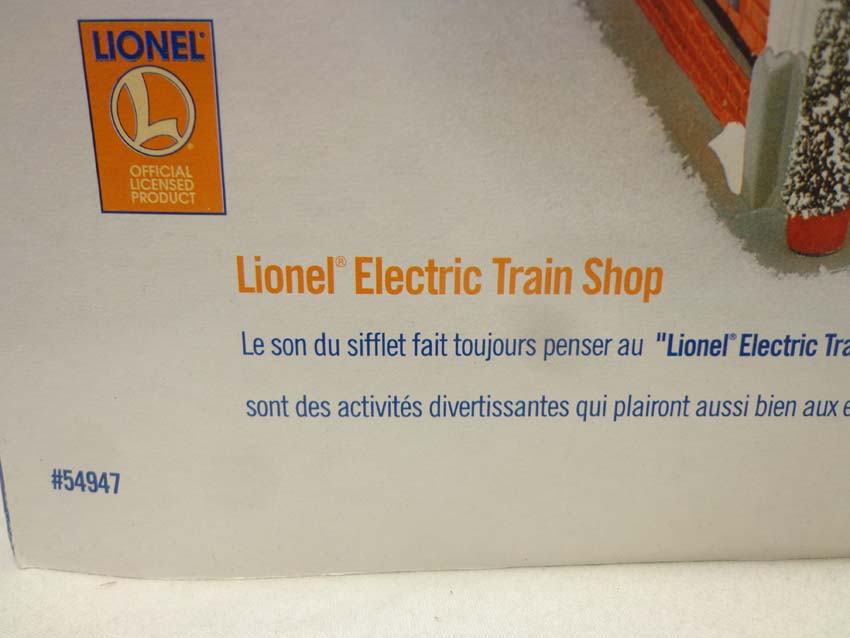 LIONEL®
L
OFFICIAL
LICENSED
PRODUCT
Lionel® Electric Train Shop
Le son du sifflet fait toujours penser au "Lionel® Electric Tra
sont des activités divertissantes qui plairont aussi bien aux e
#54947